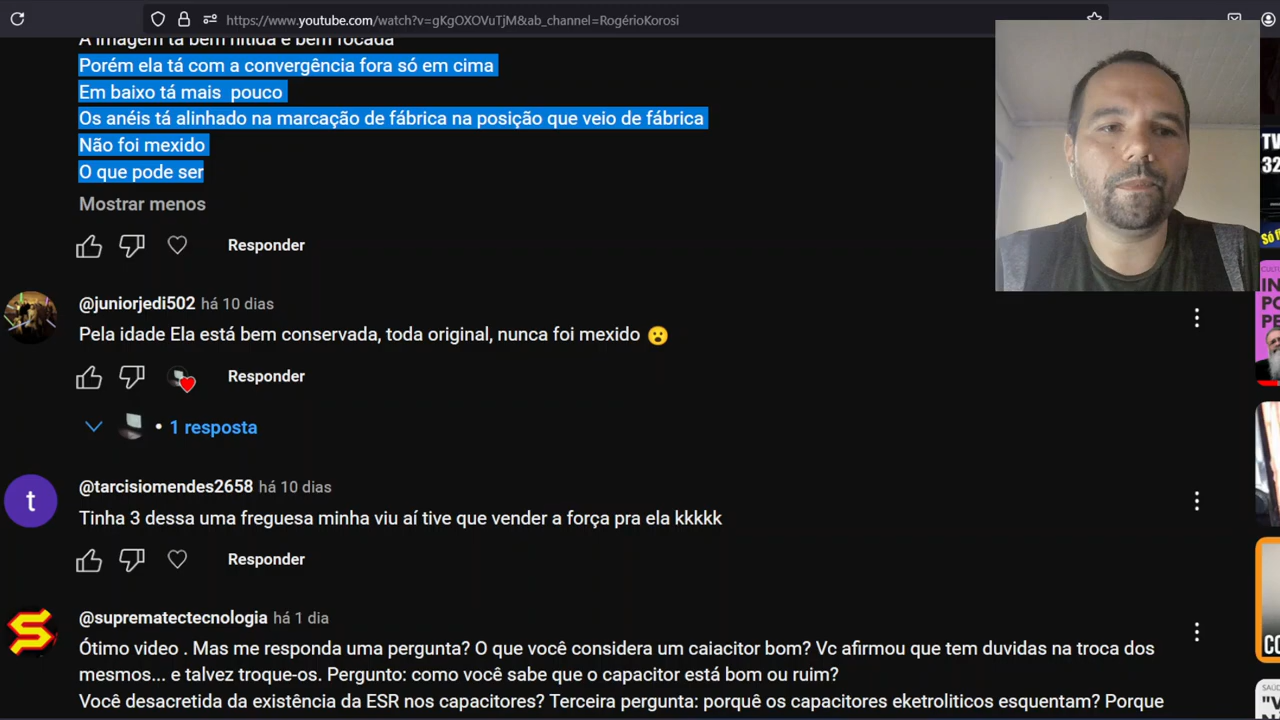 https://www.youtube.com/watch?v=gKgOXOVuTjM&ab_channel=RogérioKorosi
A imagem tá bem nítida e bem focada
Porém ela tá com a convergência fora só em cima
Em baixo tá mais pouco
Os anéis tá alinhado na marcação de fábrica na posição que veio de fábrica
Não foi mexido
O que pode ser
Mostrar menos
Responder
@juniorjedi502 há 10 dias
Pela idade Ela está bem conservada, toda original, nunca foi mexido 😮
Responder
• 1 resposta
t
@tarcisiomendes2658 há 10 dias
Tinha 3 dessa uma freguesa minha viu aí tive que vender a força pra ela kkkkk
Responder
@suprematectecnologia há 1 dia
Ótimo video . Mas me responda uma pergunta? O que você considera um caiacitor bom? Vc afirmou que tem duvidas na troca dos
mesmos... e talvez troque-os. Pergunto: como você sabe que o capacitor está bom ou ruim?
Você desacretida da existência da ESR nos capacitores? Terceira pergunta: porquê os capacitores eketroliticos esquentam? Porque
TV
32
Só f